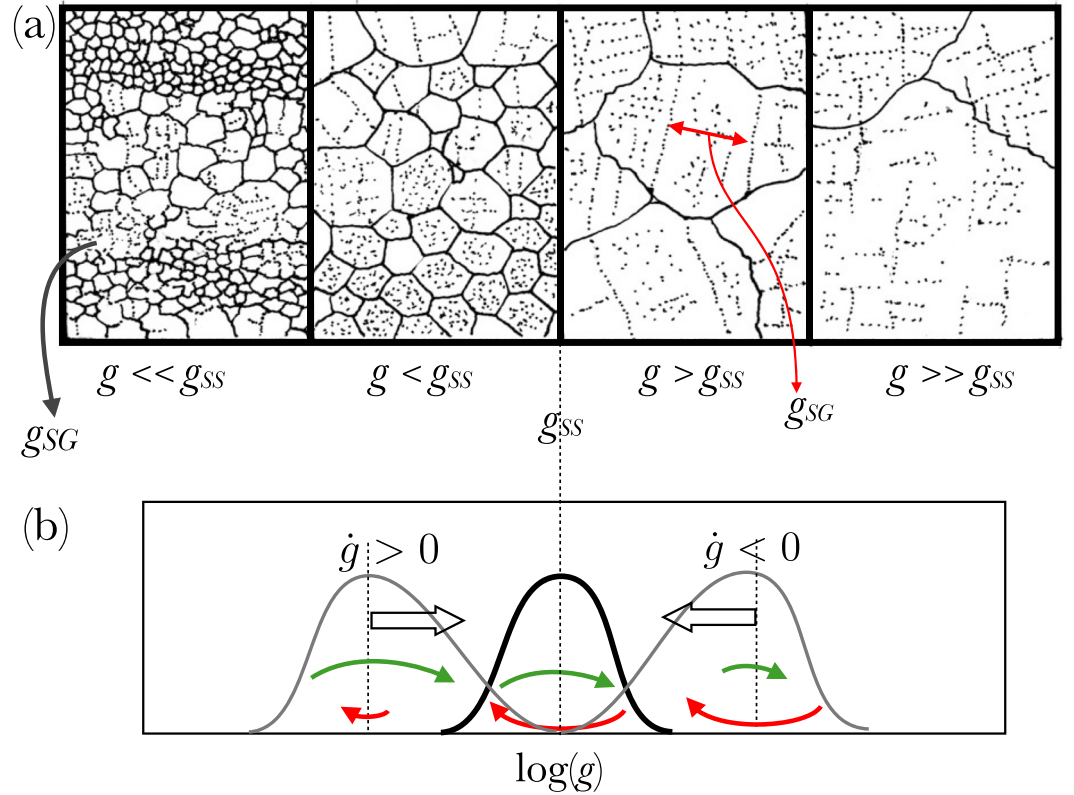 (a)
g << gSS
g < gSS
g > gSS
g >> gSS
gSG
gSS
gSG
(b)
ġ > 0
ġ < 0
log(g)